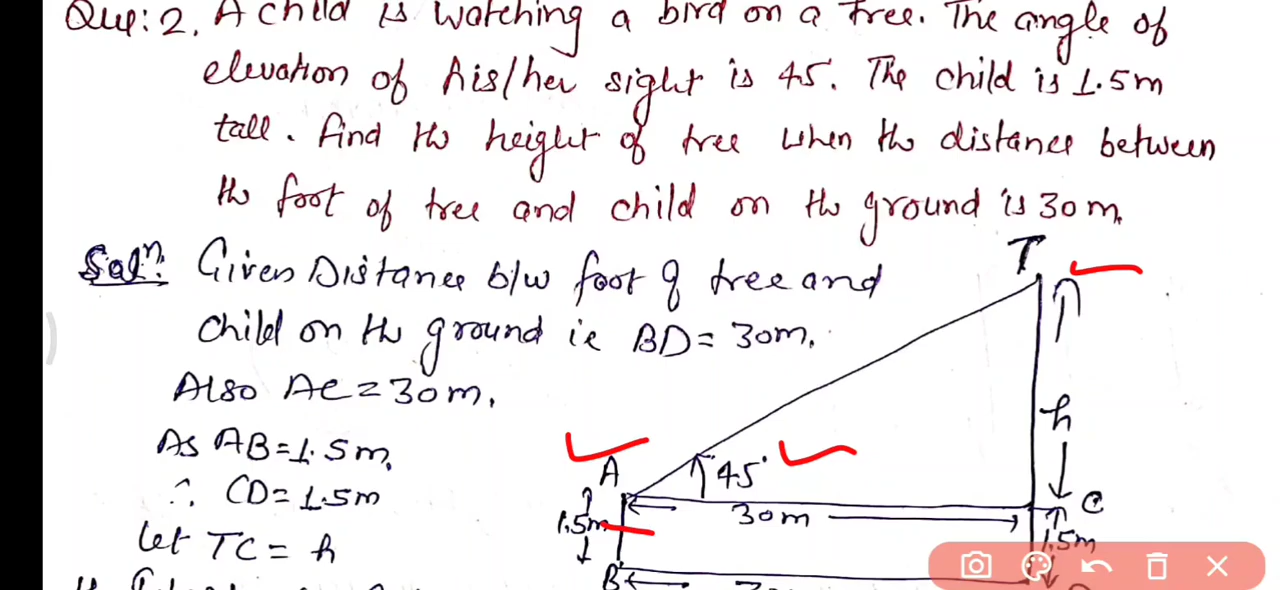 Que: 2. A child is watching a bird on a tree. The angle of
elevation of his/her sight is 45°. The child is 1.5m
tall. Find the height of tree when the distance between
the foot of tree and child on the ground is 30m.
Soln: Given Distance b/w foot of tree and
child on the ground ie BD = 30m.
Also AC = 30m.
As AB = 1.5m,
∴ CD = 1.5m
let TC = h
T
h
A
45°
C
30m
1.5m
1.5m
B